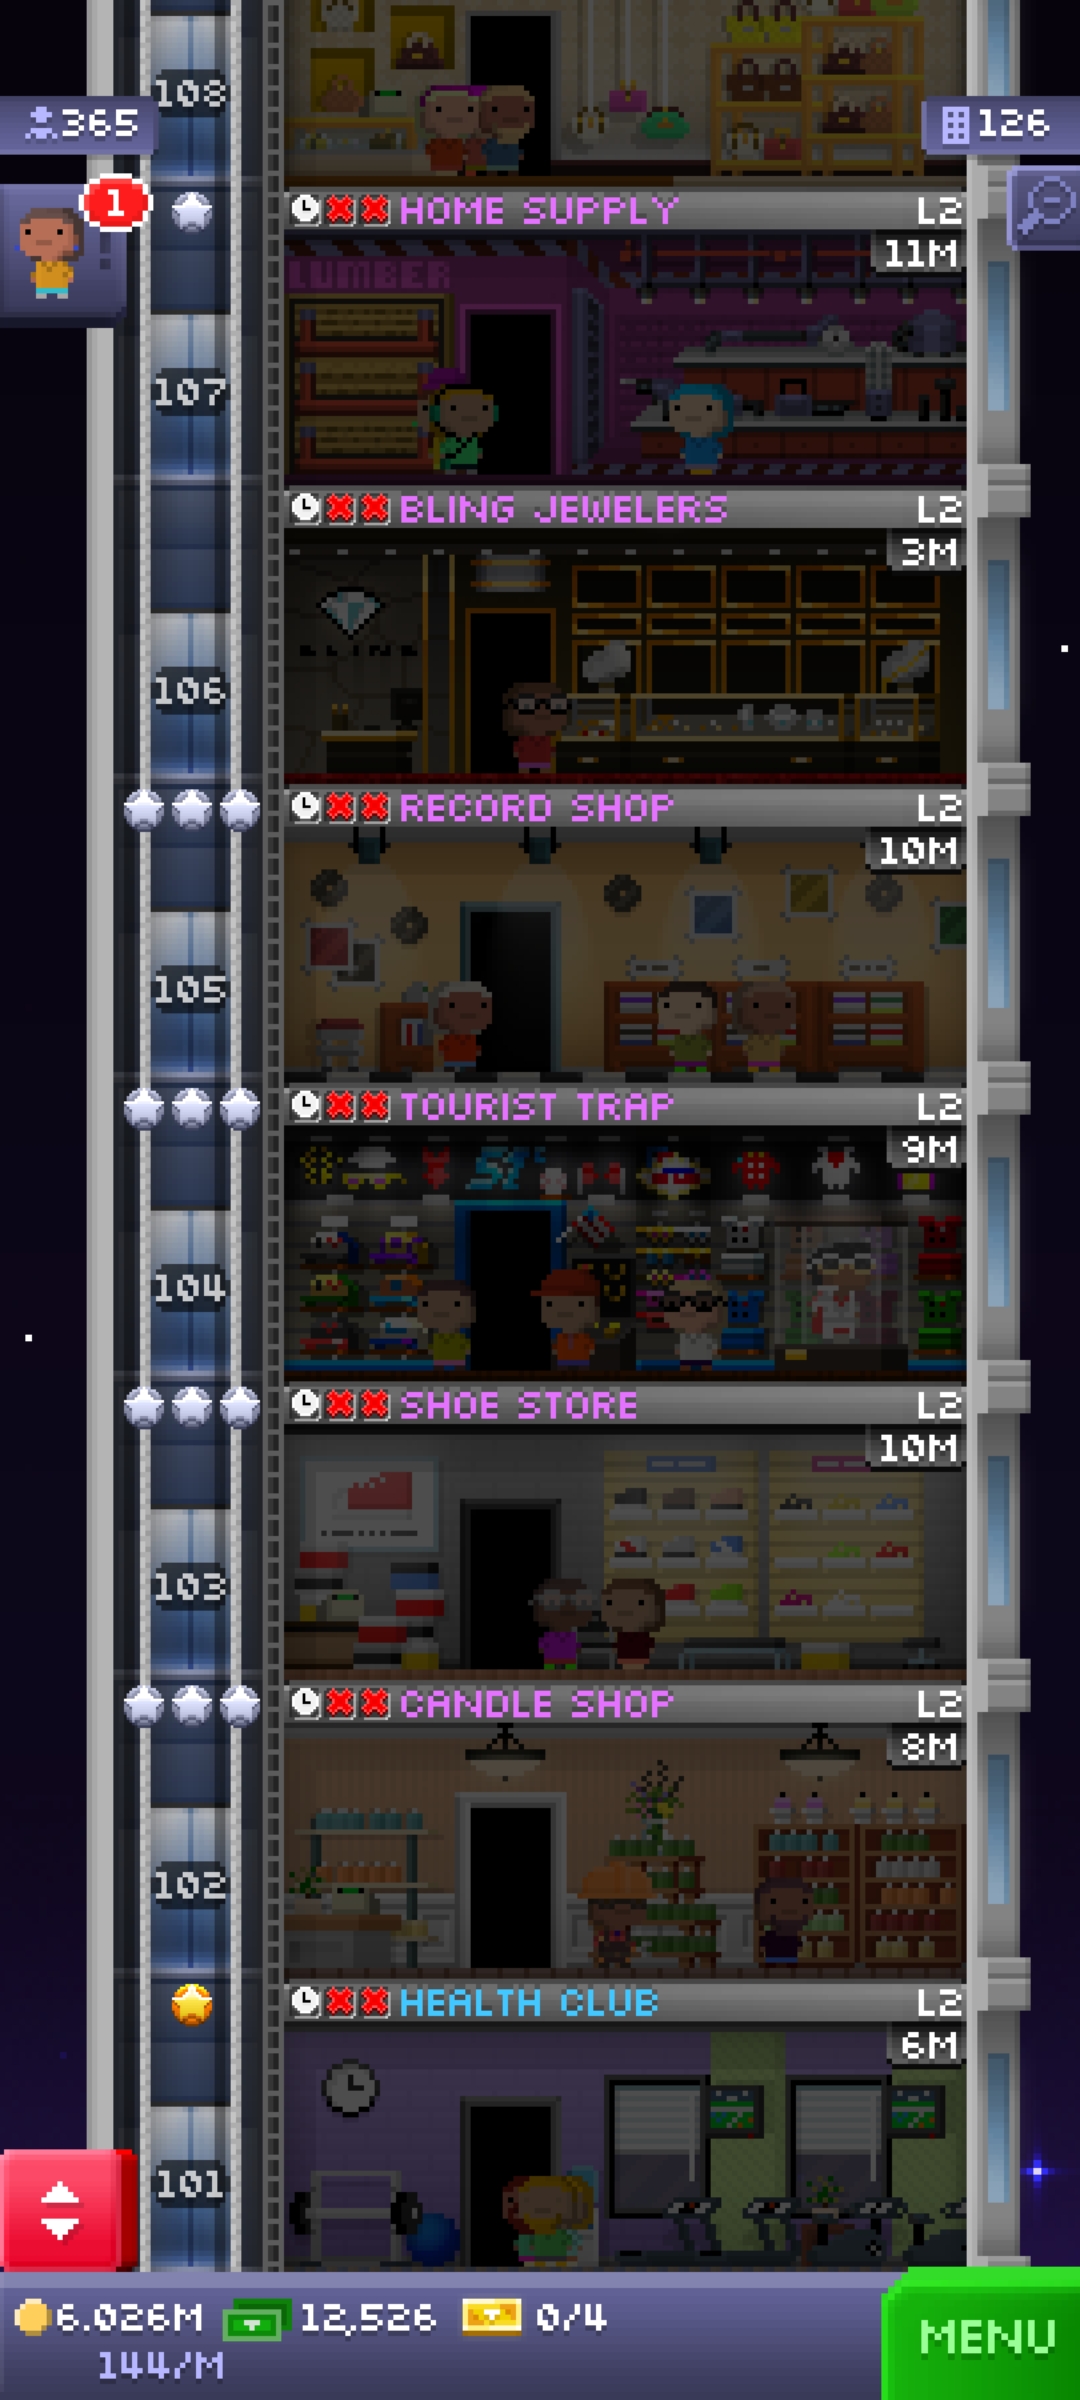 108
365
126
1
HOME SUPPLY L2
11M
LUMBER
107
BLING JEWELERS L2
3M
BLING
106
RECORD SHOP L2
10M
105
TOURIST TRAP L2
9M
104
SHOE STORE L2
10M
103
CANDLE SHOP L2
8M
102
HEALTH CLUB L2
6M
101
6.026M 12,526 0/4
144/M
MENU